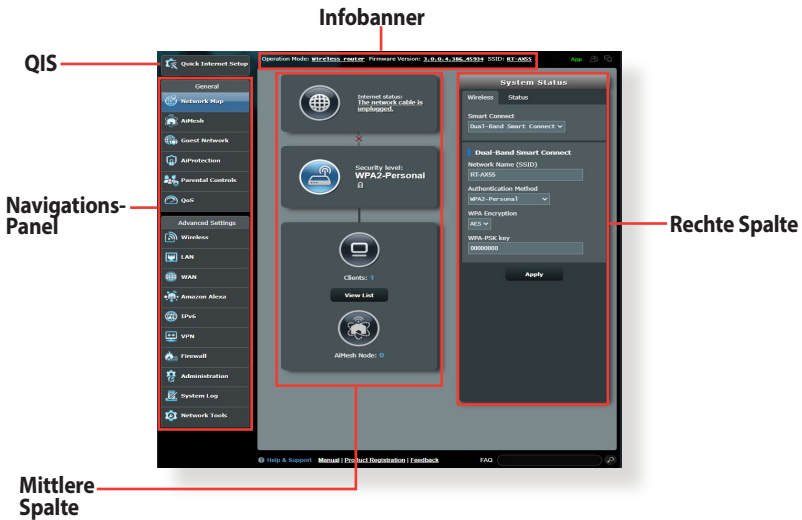 Infobanner
QIS
Quick Internet Setup
Operation Mode: Wireless router Firmware Version: 3.0.0.4.386.45934 SSID: RT-AX55
App
General
Network Map
AiMesh
Guest Network
AiProtection
Parental Controls
QoS
Navigations-
Panel
Advanced Settings
Wireless
LAN
WAN
Amazon Alexa
IPv6
VPN
Firewall
Administration
System Log
Network Tools
Internet status:
The network cable is
unplugged.
Security level:
WPA2-Personal
Clients: 1
View List
AiMesh Node: 0
System Status
Wireless Status
Smart Connect
Dual-Band Smart Connect
Dual-Band Smart Connect
Network Name (SSID)
RT-AX55
Authentication Method
WPA2-Personal
WPA Encryption
AES
WPA-PSK key
00000000
Apply
Rechte Spalte
Help & Support Manual | Product Registration | Feedback FAQ
Mittlere
Spalte